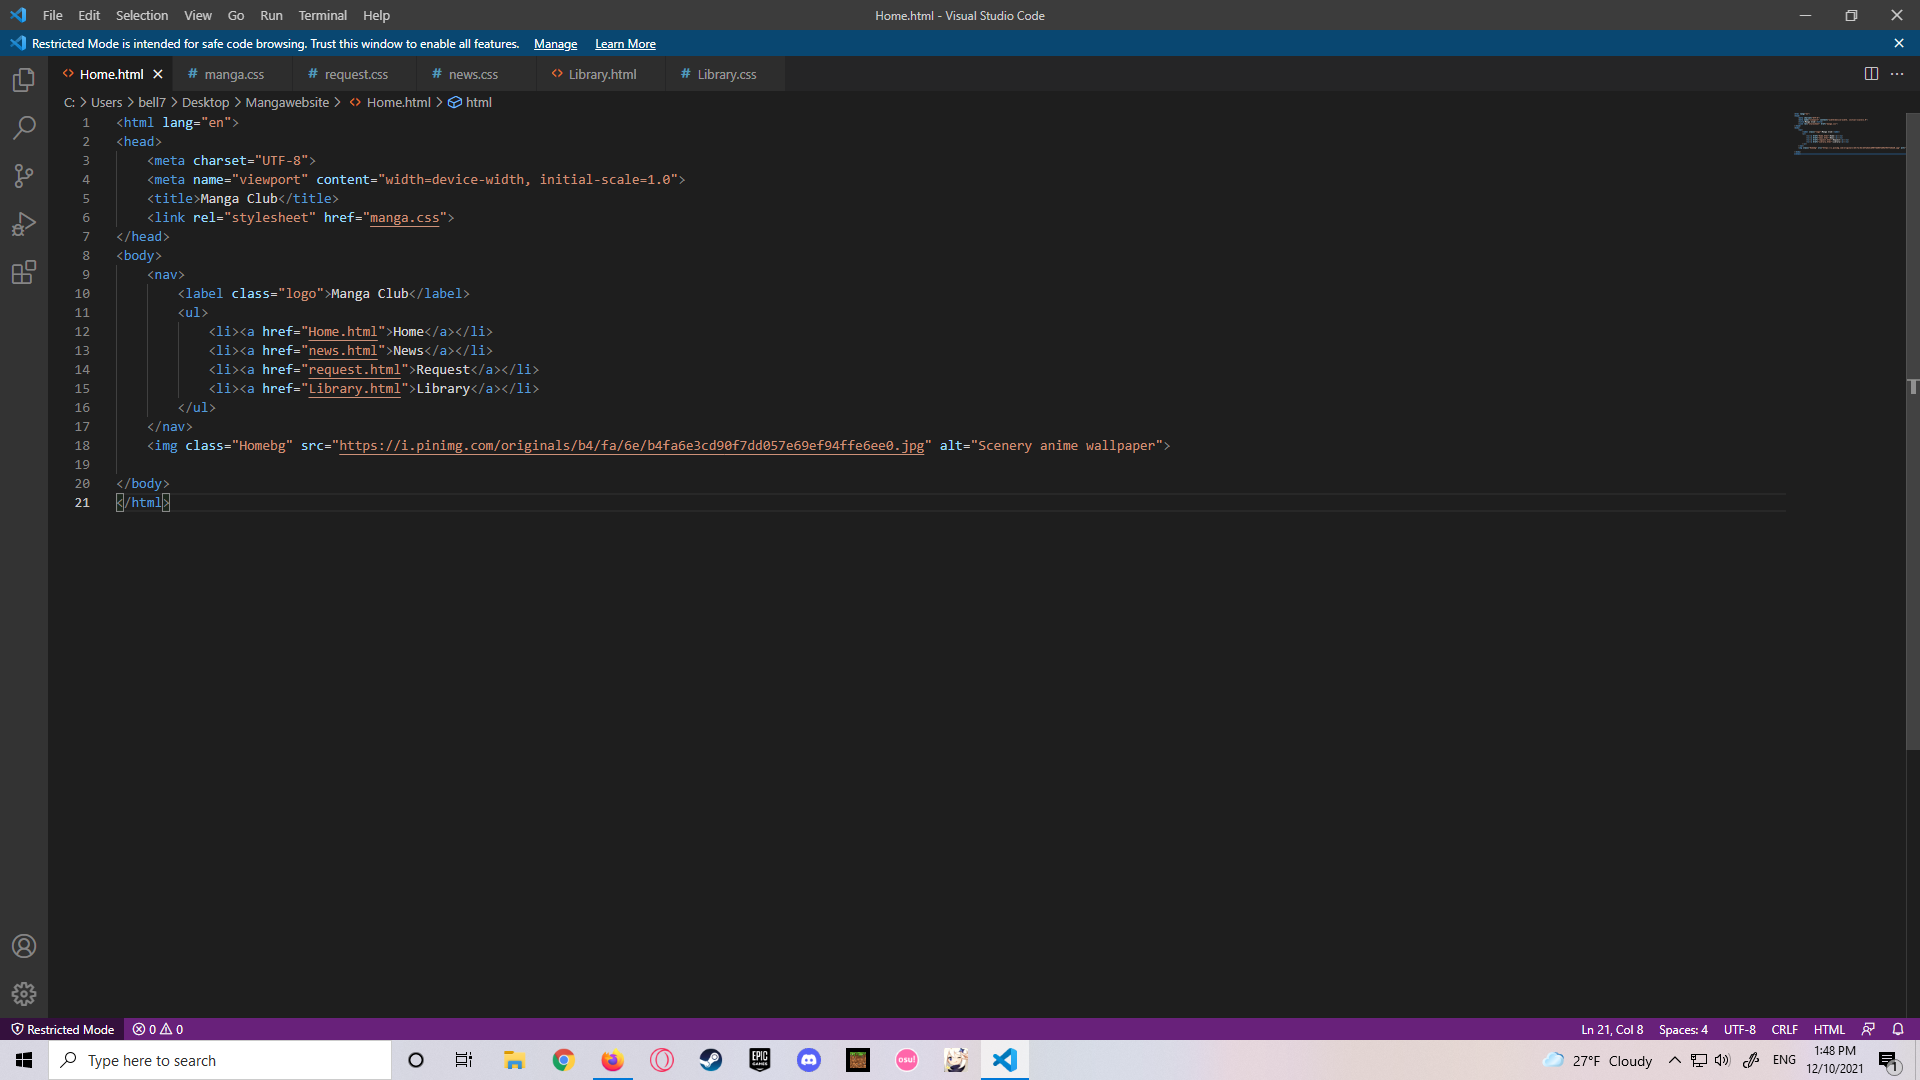 File Edit Selection View Go Run Terminal Help Home.html - Visual Studio Code
Restricted Mode is intended for safe code browsing. Trust this window to enable all features. Manage Learn More
Home.html manga.css request.css news.css Library.html Library.css
C: > Users > bell7 > Desktop > Mangawebsite > Home.html > html
1 <html lang="en">
2 <head>
3 <meta charset="UTF-8">
4 <meta name="viewport" content="width=device-width, initial-scale=1.0">
5 <title>Manga Club</title>
6 <link rel="stylesheet" href="manga.css">
7 </head>
8 <body>
9 <nav>
10 <label class="logo">Manga Club</label>
11 <ul>
12 <li><a href="Home.html">Home</a></li>
13 <li><a href="news.html">News</a></li>
14 <li><a href="request.html">Request</a></li>
15 <li><a href="Library.html">Library</a></li>
16 </ul>
17 </nav>
18 <img class="Homebg" src="https://i.pinimg.com/originals/b4/fa/6e/b4fa6e3cd90f7dd057e69ef94ffe6ee0.jpg" alt="Scenery anime wallpaper">
19
20 </body>
21 </html>
Restricted Mode 0 0 Ln 21, Col 8 Spaces: 4 UTF-8 CRLF HTML
Type here to search EPIC GAMES osu! 27°F Cloudy ENG 1:48 PM 1
12/10/2021